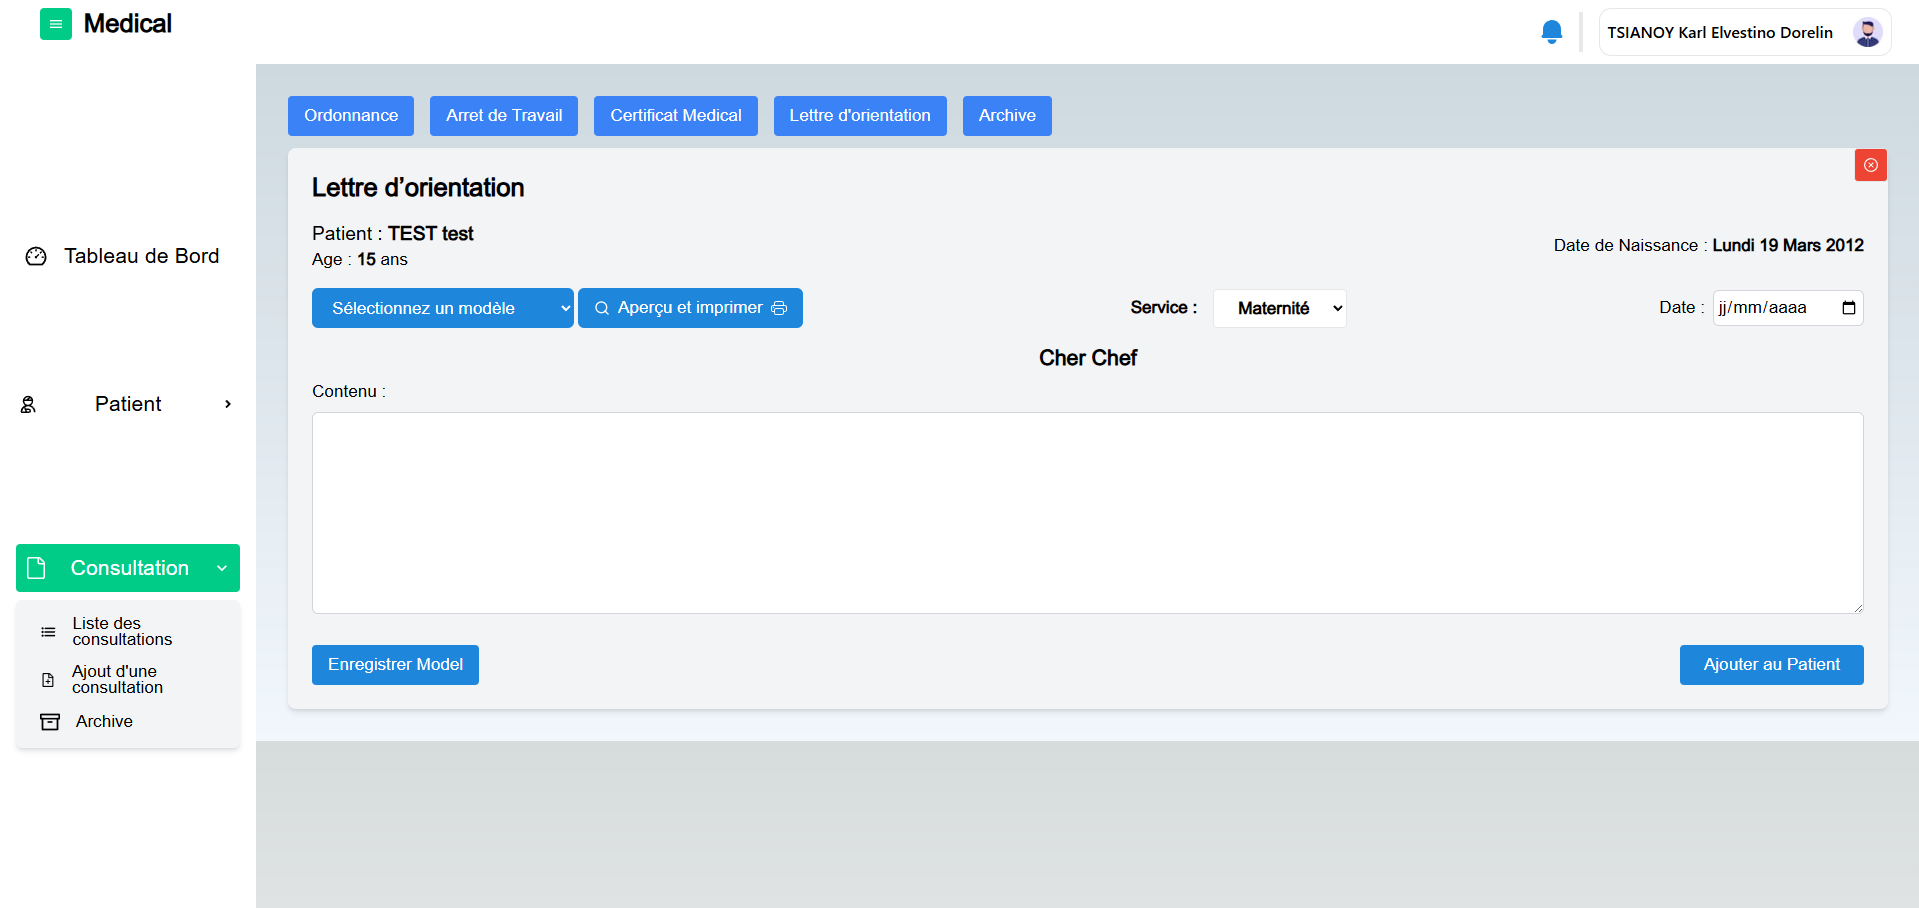 Medical
TSIANOY Karl Elvestino Dorelin
Ordonnance
Arret de Travail
Certificat Medical
Lettre d'orientation
Archive
Lettre d’orientation
Patient : TEST test
Age : 15 ans
Date de Naissance : Lundi 19 Mars 2012
Sélectionnez un modèle
Aperçu et imprimer
Service :
Maternité
Date :
jj/mm/aaaa
Cher Chef
Contenu :
Enregistrer Model
Ajouter au Patient
Tableau de Bord
Patient
Consultation
Liste des
consultations
Ajout d'une
consultation
Archive